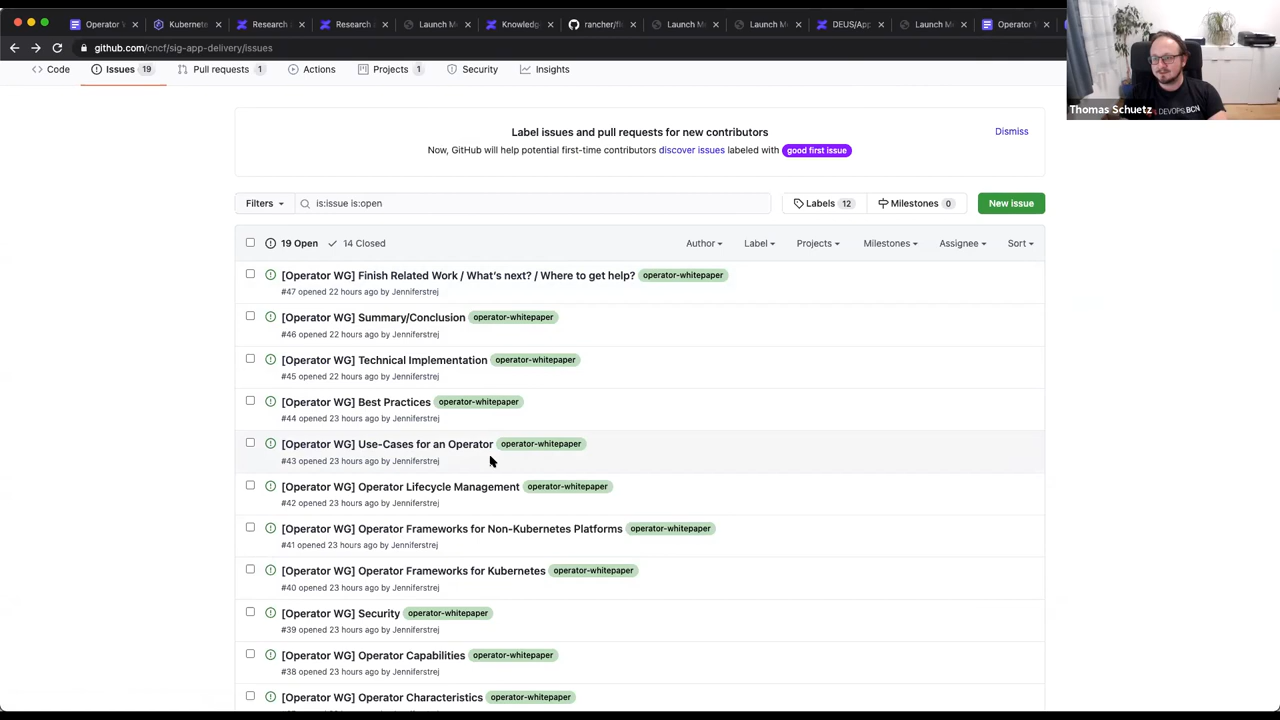 Operator W
Kubernete
Research
Research
Launch Mo
Knowledg
rancher/fl
Launch Me
Launch Me
DEUS/App
Launch M
Operator
github.com/cncf/sig-app-delivery/issues
Code
Issues 19
Pull requests 1
Actions
Projects 1
Security
Insights
Label issues and pull requests for new contributors
Dismiss
Now, GitHub will help potential first-time contributors discover issues labeled with good first issue
Filters
is:issue is:open
Labels 12
Milestones 0
New issue
19 Open
14 Closed
Author
Label
Projects
Milestones
Assignee
Sort
[Operator WG] Finish Related Work / What's next? / Where to get help? operator-whitepaper
#47 opened 22 hours ago by Jenniferstrej
[Operator WG] Summary/Conclusion operator-whitepaper
#46 opened 22 hours ago by Jenniferstrej
[Operator WG] Technical Implementation operator-whitepaper
#45 opened 22 hours ago by Jenniferstrej
[Operator WG] Best Practices operator-whitepaper
#44 opened 23 hours ago by Jenniferstrej
[Operator WG] Use-Cases for an Operator operator-whitepaper
#43 opened 23 hours ago by Jenniferstrej
[Operator WG] Operator Lifecycle Management operator-whitepaper
#42 opened 23 hours ago by Jenniferstrej
[Operator WG] Operator Frameworks for Non-Kubernetes Platforms operator-whitepaper
#41 opened 23 hours ago by Jenniferstrej
[Operator WG] Operator Frameworks for Kubernetes operator-whitepaper
#40 opened 23 hours ago by Jenniferstrej
[Operator WG] Security operator-whitepaper
#39 opened 23 hours ago by Jenniferstrej
[Operator WG] Operator Capabilities operator-whitepaper
#38 opened 23 hours ago by Jenniferstrej
[Operator WG] Operator Characteristics operator-whitepaper
Thomas Schuetz
DEVOPS.BCN